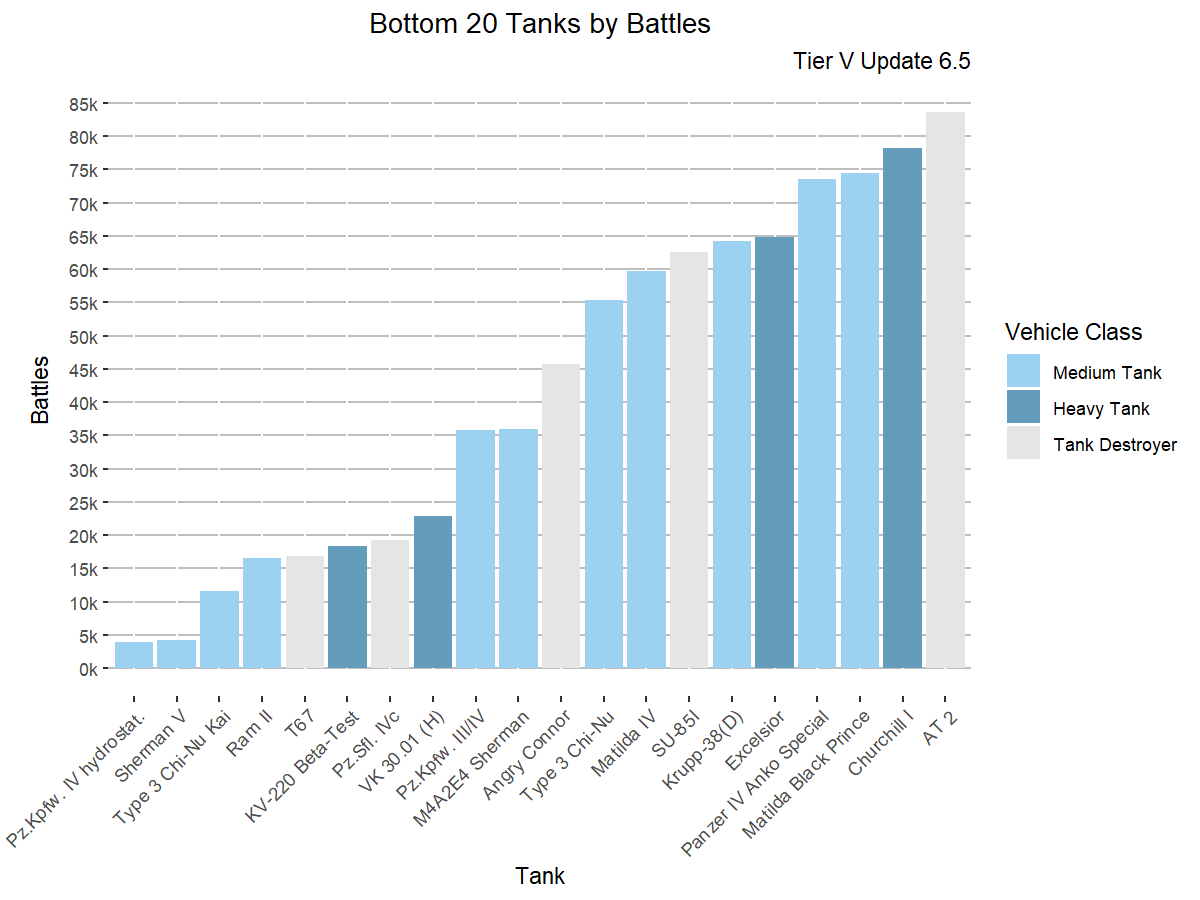 Bottom 20 Tanks by Battles
Tier V Update 6.5
85k
80k
75k
70k
65k
60k
55k
50k
45k
40k
35k
30k
25k
20k
15k
10k
5k
0k
Battles
Pz.Kpfw. IV hydrostat.
Sherman V
Type 3 Chi-Nu Kai
Ram II
T67
KV-220 Beta-Test
Pz.Sfl. IVc
VK 30.01 (H)
Pz.Kpfw. III/IV
M4A2E4 Sherman
Angry Connor
Type 3 Chi-Nu
Matilda IV
SU-85I
Krupp-38(D)
Excelsior
Panzer IV Anko Special
Matilda Black Prince
Churchill I
AT 2
Tank
Vehicle Class
Medium Tank
Heavy Tank
Tank Destroyer